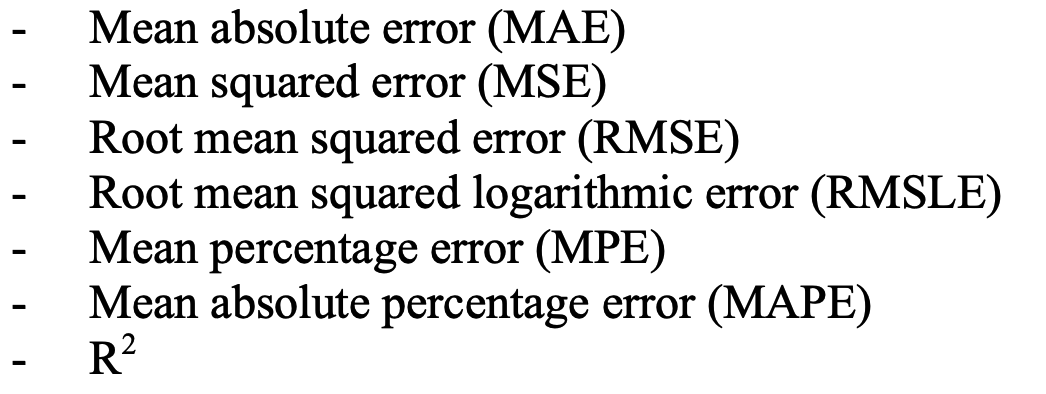 - Mean absolute error (MAE)
- Mean squared error (MSE)
- Root mean squared error (RMSE)
- Root mean squared logarithmic error (RMSLE)
- Mean percentage error (MPE)
- Mean absolute percentage error (MAPE)
- R²